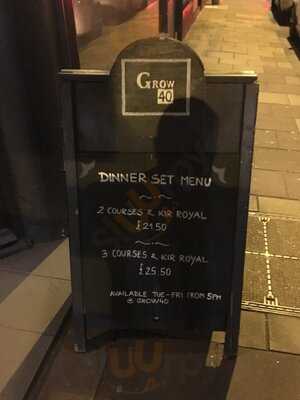 GROW
40
DINNER SET MENU
2 COURSES & KIR ROYAL
£21.50
3 COURSES & KIR ROYAL
£25.50
AVAILABLE TUE-FRI FROM 5PM
@ GROW40